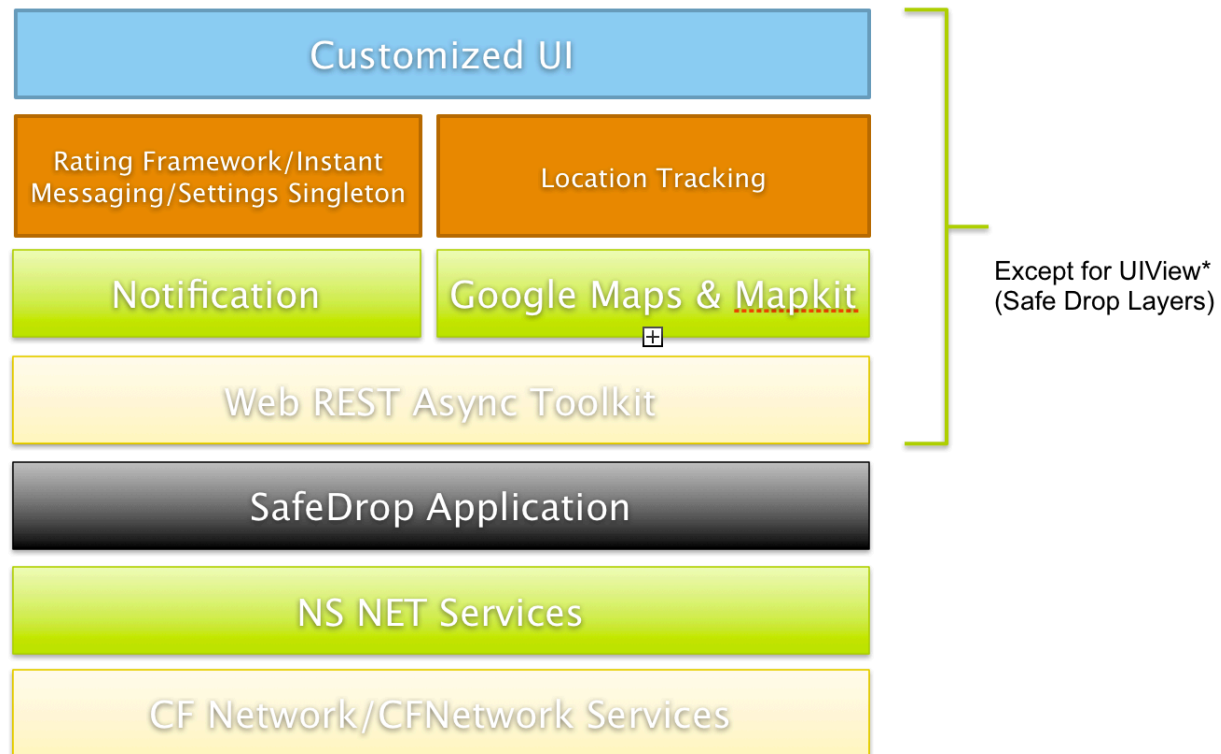 Customized UI
Rating Framework/Instant
Messaging/Settings Singleton
Location Tracking
Notification
Google Maps & Mapkit
Except for UIView*
(Safe Drop Layers)
Web REST Async Toolkit
SafeDrop Application
NS NET Services
CF Network/CFNetwork Services